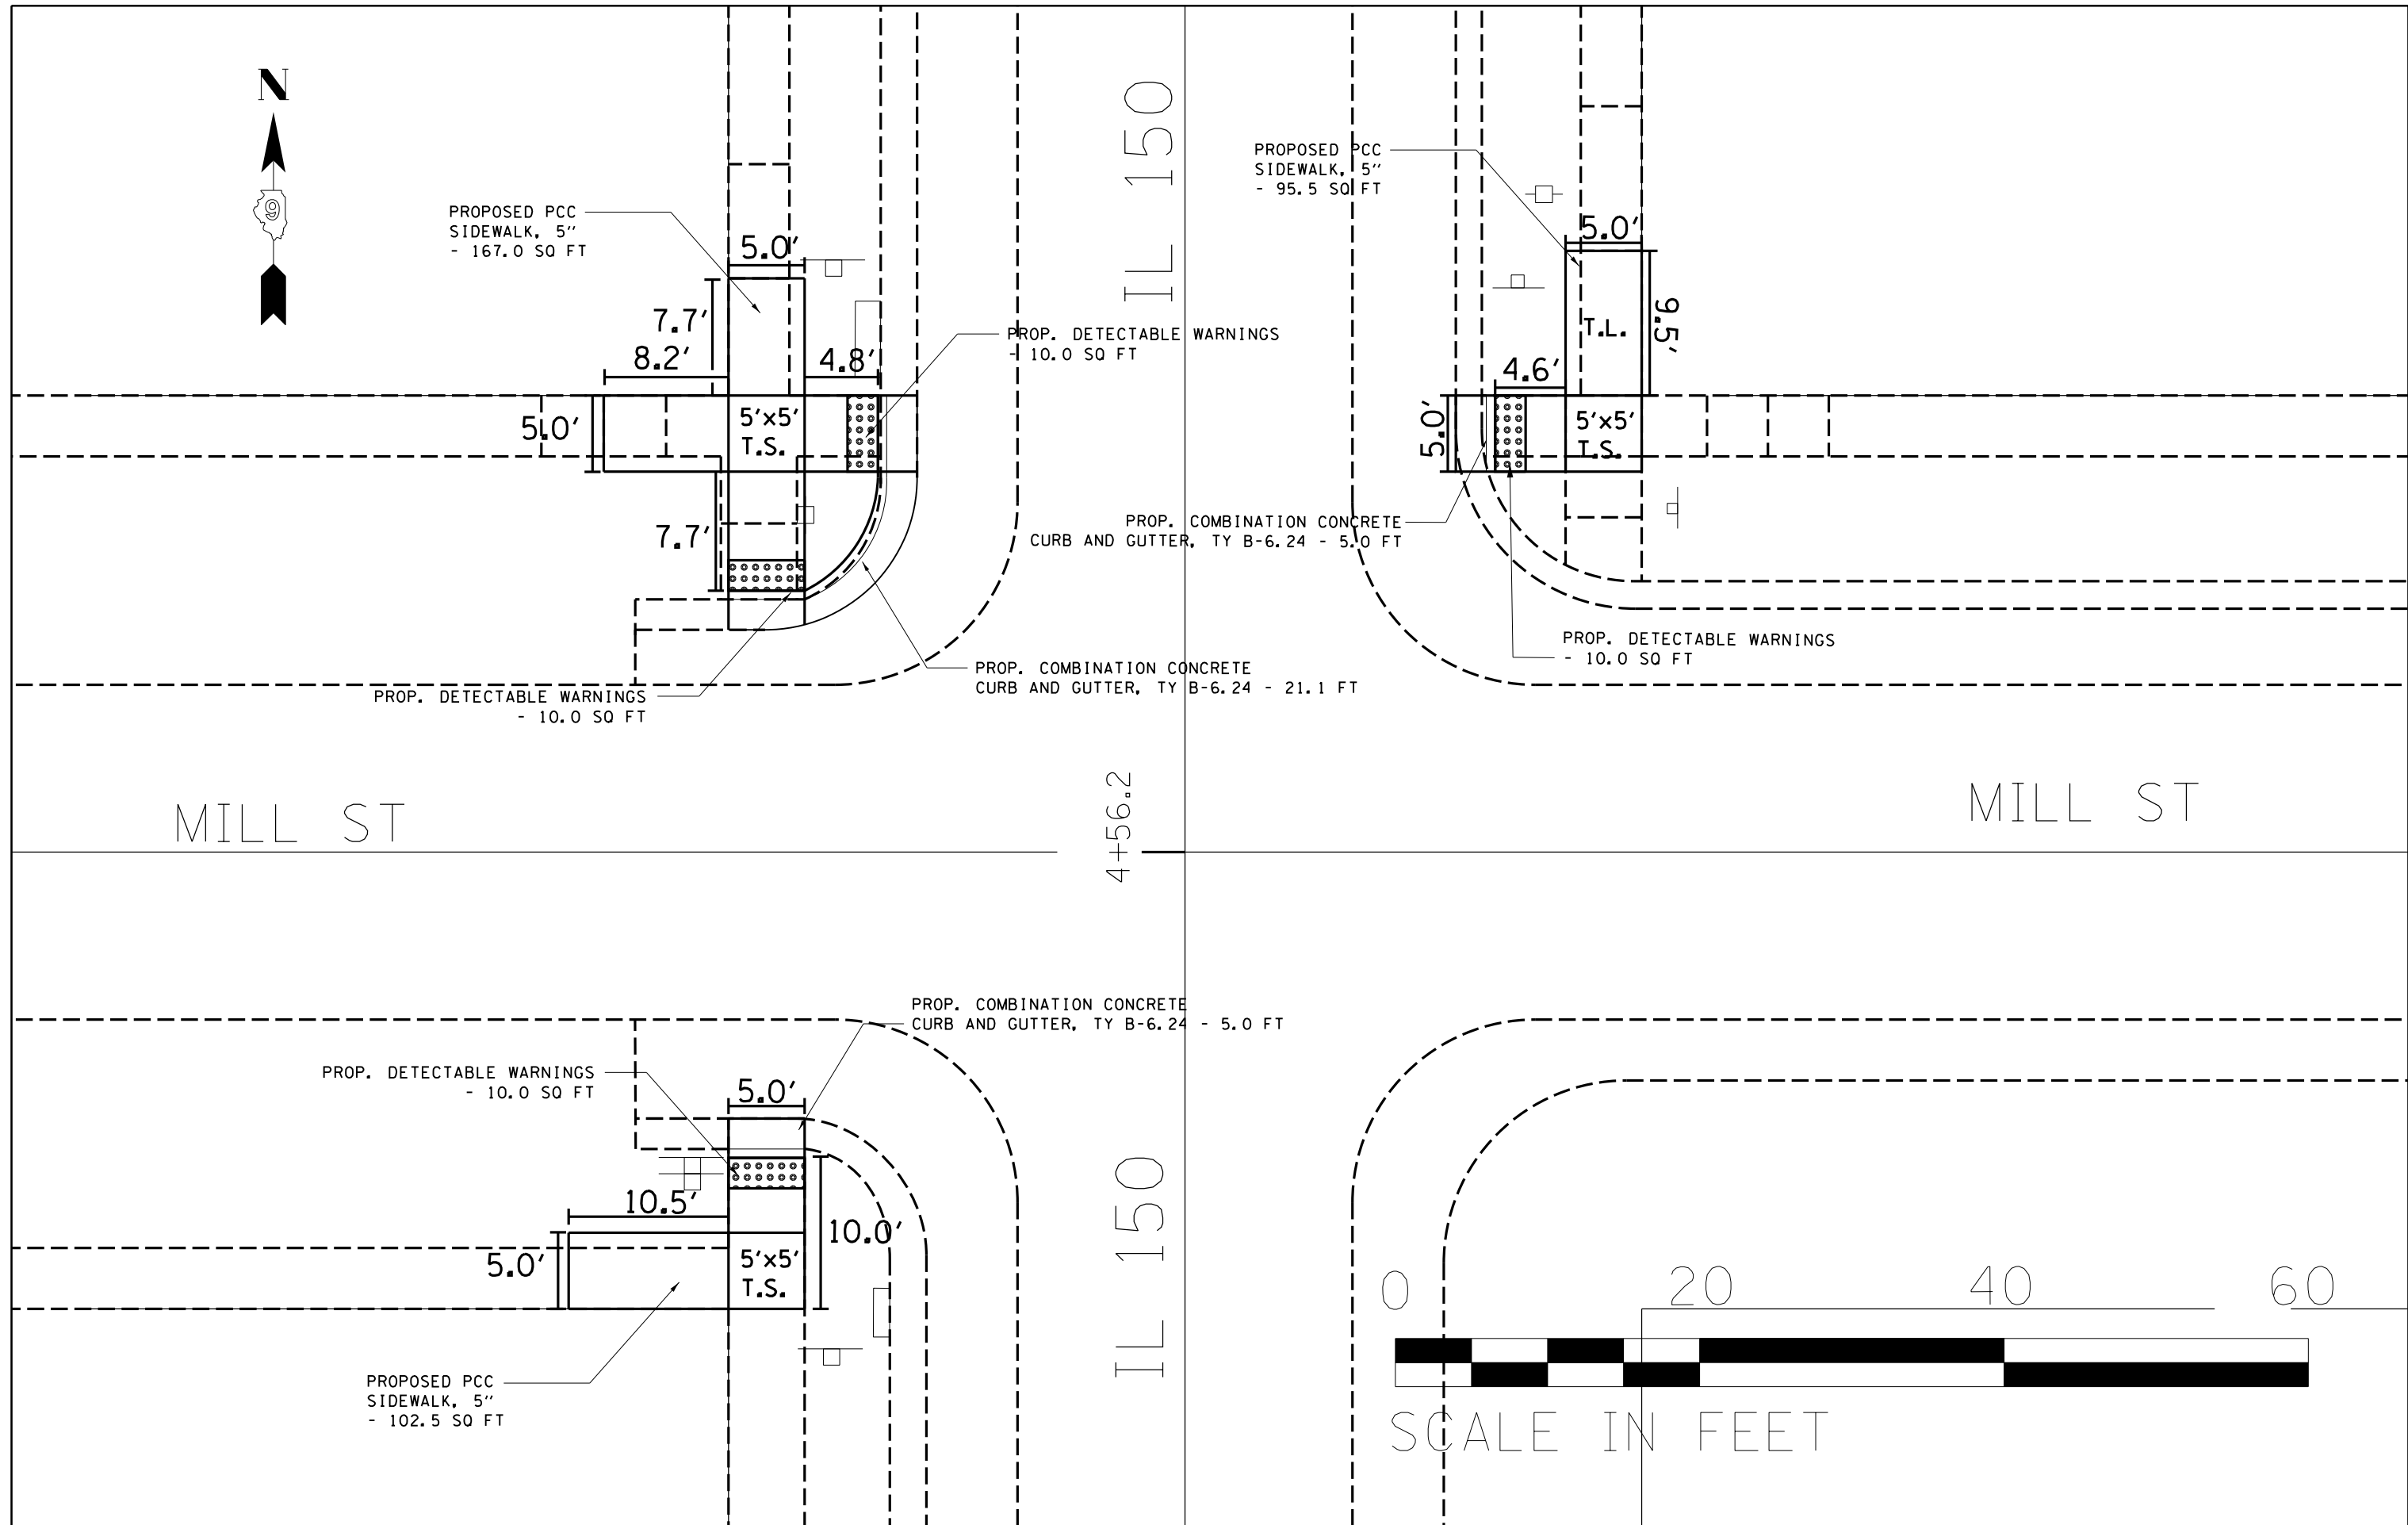 N
9
IL 150
PROPOSED PCC
SIDEWALK, 5"
- 167.0 SQ FT
PROPOSED PCC
SIDEWALK, 5"
- 95.5 SQ FT
5.0'
5.0'
7.7'
8.2'
4.8'
PROP. DETECTABLE WARNINGS
- 10.0 SQ FT
T.L.
9.5'
4.6'
5.0'
5'x5'
T.S.
5.0'
5'x5'
T.S.
7.7'
PROP. COMBINATION CONCRETE
CURB AND GUTTER, TY B-6.24 - 5.0 FT
PROP. DETECTABLE WARNINGS
- 10.0 SQ FT
PROP. COMBINATION CONCRETE
CURB AND GUTTER, TY B-6.24 - 21.1 FT
PROP. DETECTABLE WARNINGS
- 10.0 SQ FT
MILL ST
4+56.2
MILL ST
PROP. COMBINATION CONCRETE
CURB AND GUTTER, TY B-6.24 - 5.0 FT
PROP. DETECTABLE WARNINGS
- 10.0 SQ FT
5.0'
10.5'
10.0'
5.0'
5'x5'
T.S.
IL 150
PROPOSED PCC
SIDEWALK, 5"
- 102.5 SQ FT
0 20 40 60
SCALE IN FEET